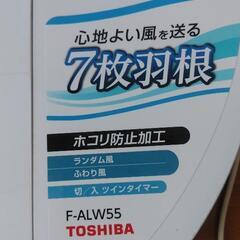 心地よい風を送る
7枚羽根
ホコリ防止加工
ランダム風
ふわり風
切/入 ツインタイマー
F-ALW55
TOSHIBA